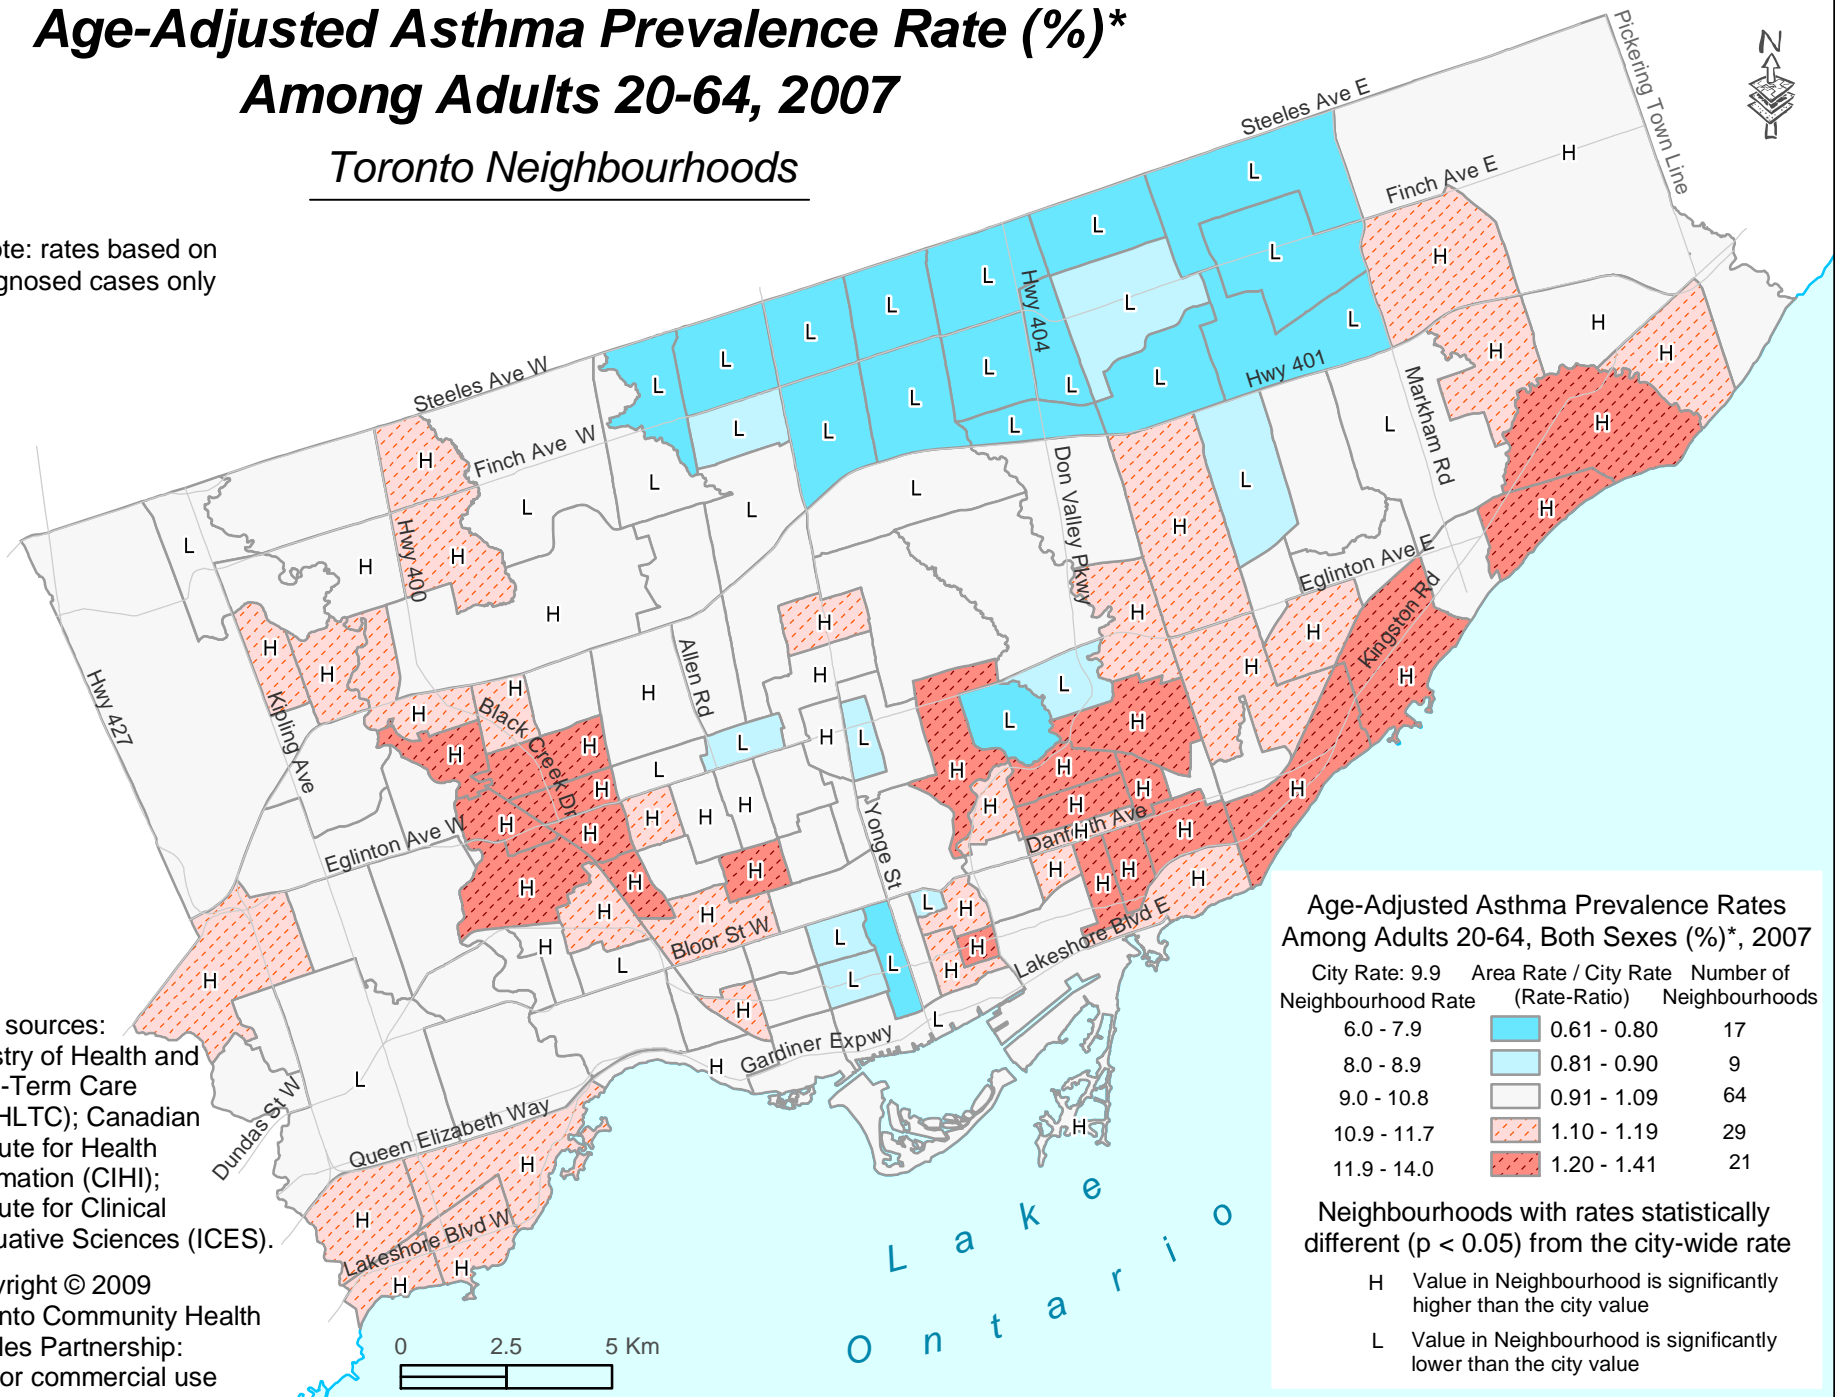 Age-Adjusted Asthma Prevalence Rate (%)*
Among Adults 20-64, 2007
Toronto Neighbourhoods
ote: rates based on
gnosed cases only
N
Pickering Town Line
Steeles Ave E
Finch Ave E
Hwy 404
Hwy 401
Markham Rd
Steeles Ave W
Finch Ave W
Don Valley Pkwy
Hwy 400
Eglinton Ave E
Kingston Rd
Allen Rd
Hwy 427
Kipling Ave
Black Creek Dr
Eglinton Ave W
Yonge St
Danforth Ave
Bloor St W
Lakeshore Blvd E
Gardiner Expwy
Dundas St W
Queen Elizabeth Way
Lakeshore Blvd W
Lake
Ontario
sources:
stry of Health and
-Term Care
HLTC); Canadian
ute for Health
mation (CIHI);
ute for Clinical
uative Sciences (ICES).
yright © 2009
nto Community Health
les Partnership:
or commercial use
0 2.5 5 Km
Age-Adjusted Asthma Prevalence Rates
Among Adults 20-64, Both Sexes (%)*, 2007
City Rate: 9.9 Area Rate / City Rate Number of
Neighbourhood Rate (Rate-Ratio) Neighbourhoods
6.0 - 7.9 0.61 - 0.80 17
8.0 - 8.9 0.81 - 0.90 9
9.0 - 10.8 0.91 - 1.09 64
10.9 - 11.7 1.10 - 1.19 29
11.9 - 14.0 1.20 - 1.41 21
Neighbourhoods with rates statistically
different (p < 0.05) from the city-wide rate
H Value in Neighbourhood is significantly
higher than the city value
L Value in Neighbourhood is significantly
lower than the city value